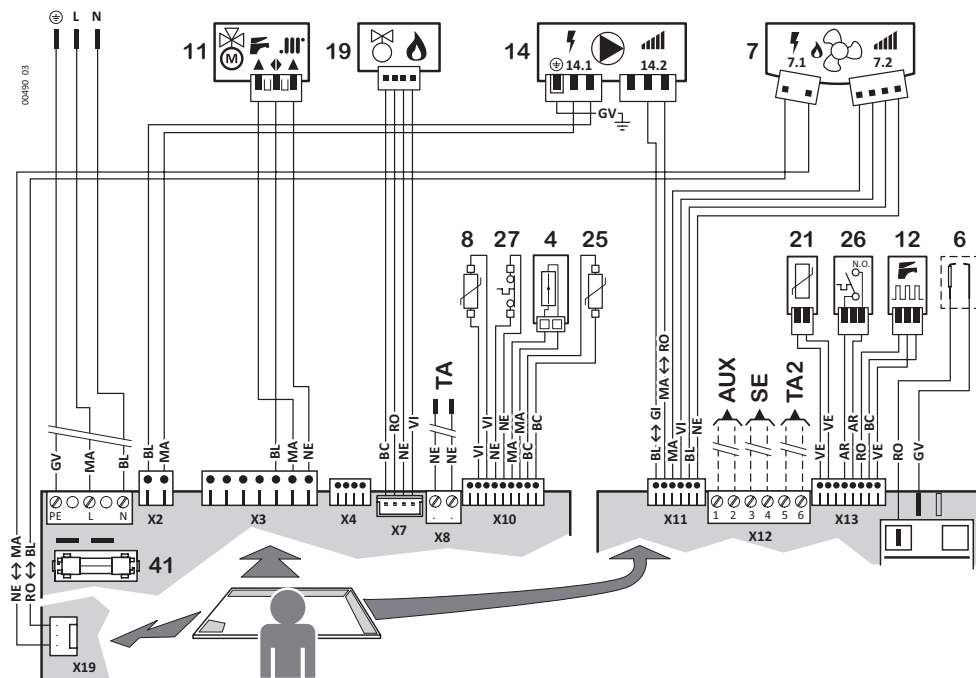 L N
00490 03
11
M
19
14
14.1
14.2
GV
7
7.1
7.2
8
27
4
25
21
26
N.O.
12
6
TA
AUX
SE
TA2
GV
MA
BL
BL
MA
BL
MA
NE
BC
RO
NE
VI
NE
NE
VI
VI
NE
NE
MA
MA
BC
BC
BL ↔ GI
MA ↔ RO
MA
VI
BL
NE
VE
VE
AR
AR
RO
BC
VE
RO
GV
PE L N
X2
X3
X4
X7
X8
X10
X11
1 2 3 4 5 6
X12
X13
41
NE ↔ MA
RO ↔ BL
X19